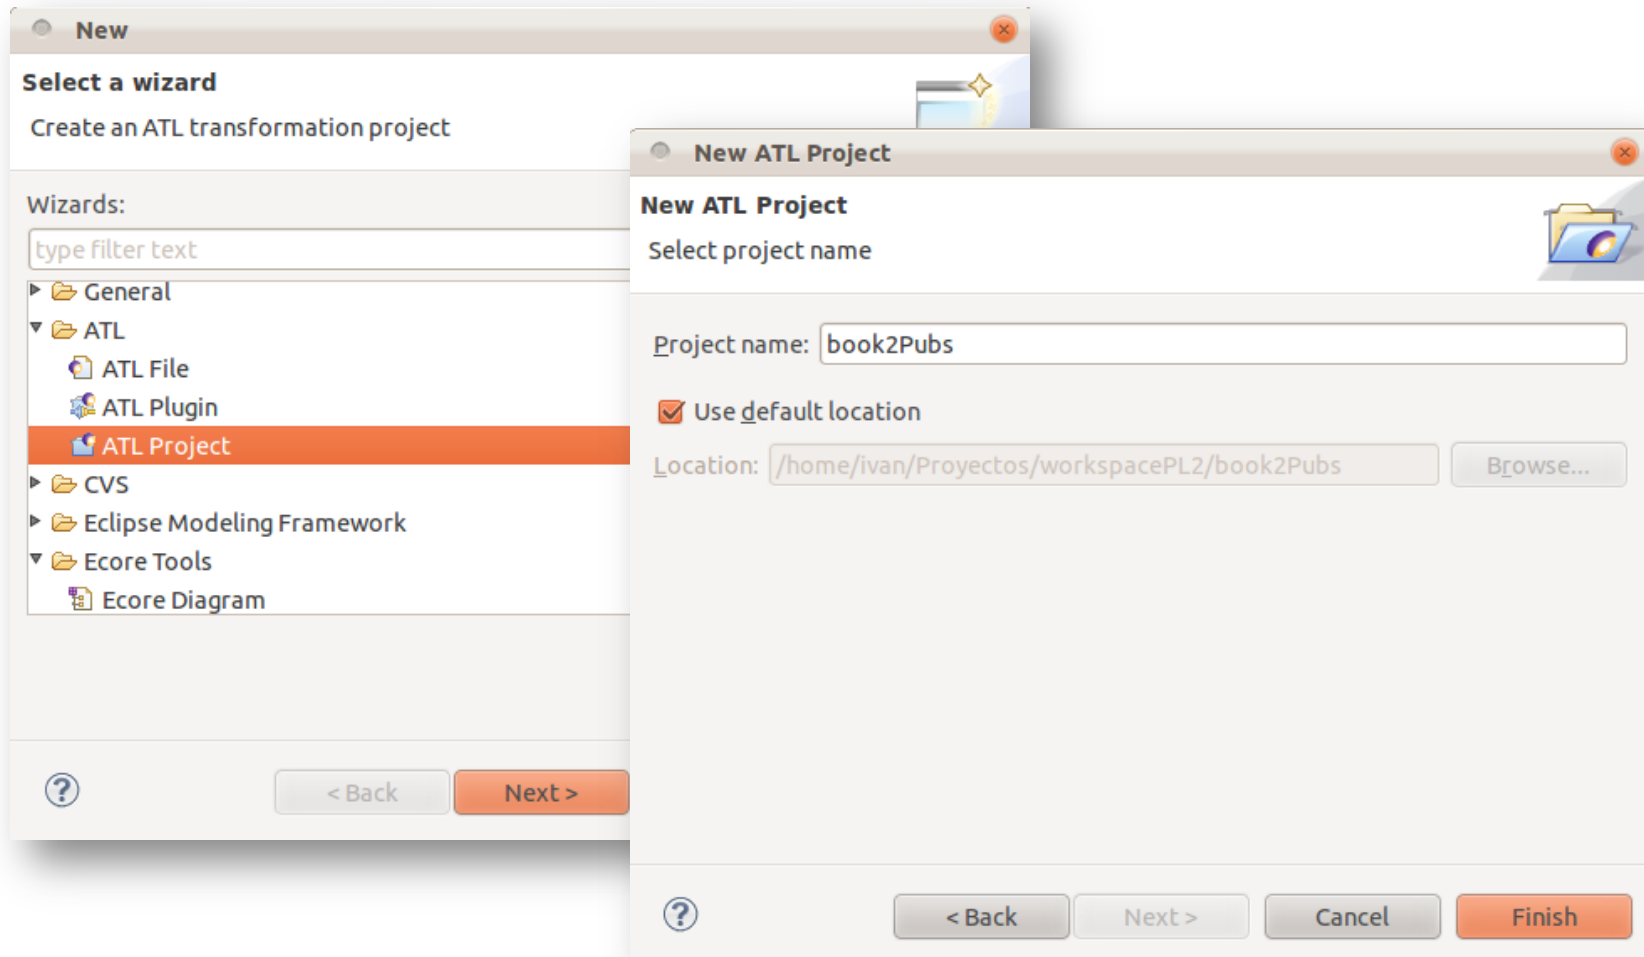 New
Select a wizard
Create an ATL transformation project
Wizards:
type filter text
General
ATL
ATL File
ATL Plugin
ATL Project
CVS
Eclipse Modeling Framework
Ecore Tools
Ecore Diagram
< Back
Next >
New ATL Project
New ATL Project
Select project name
Project name: book2Pubs
Use default location
Location: /home/ivan/Proyectos/workspacePL2/book2Pubs Browse...
< Back
Next >
Cancel
Finish